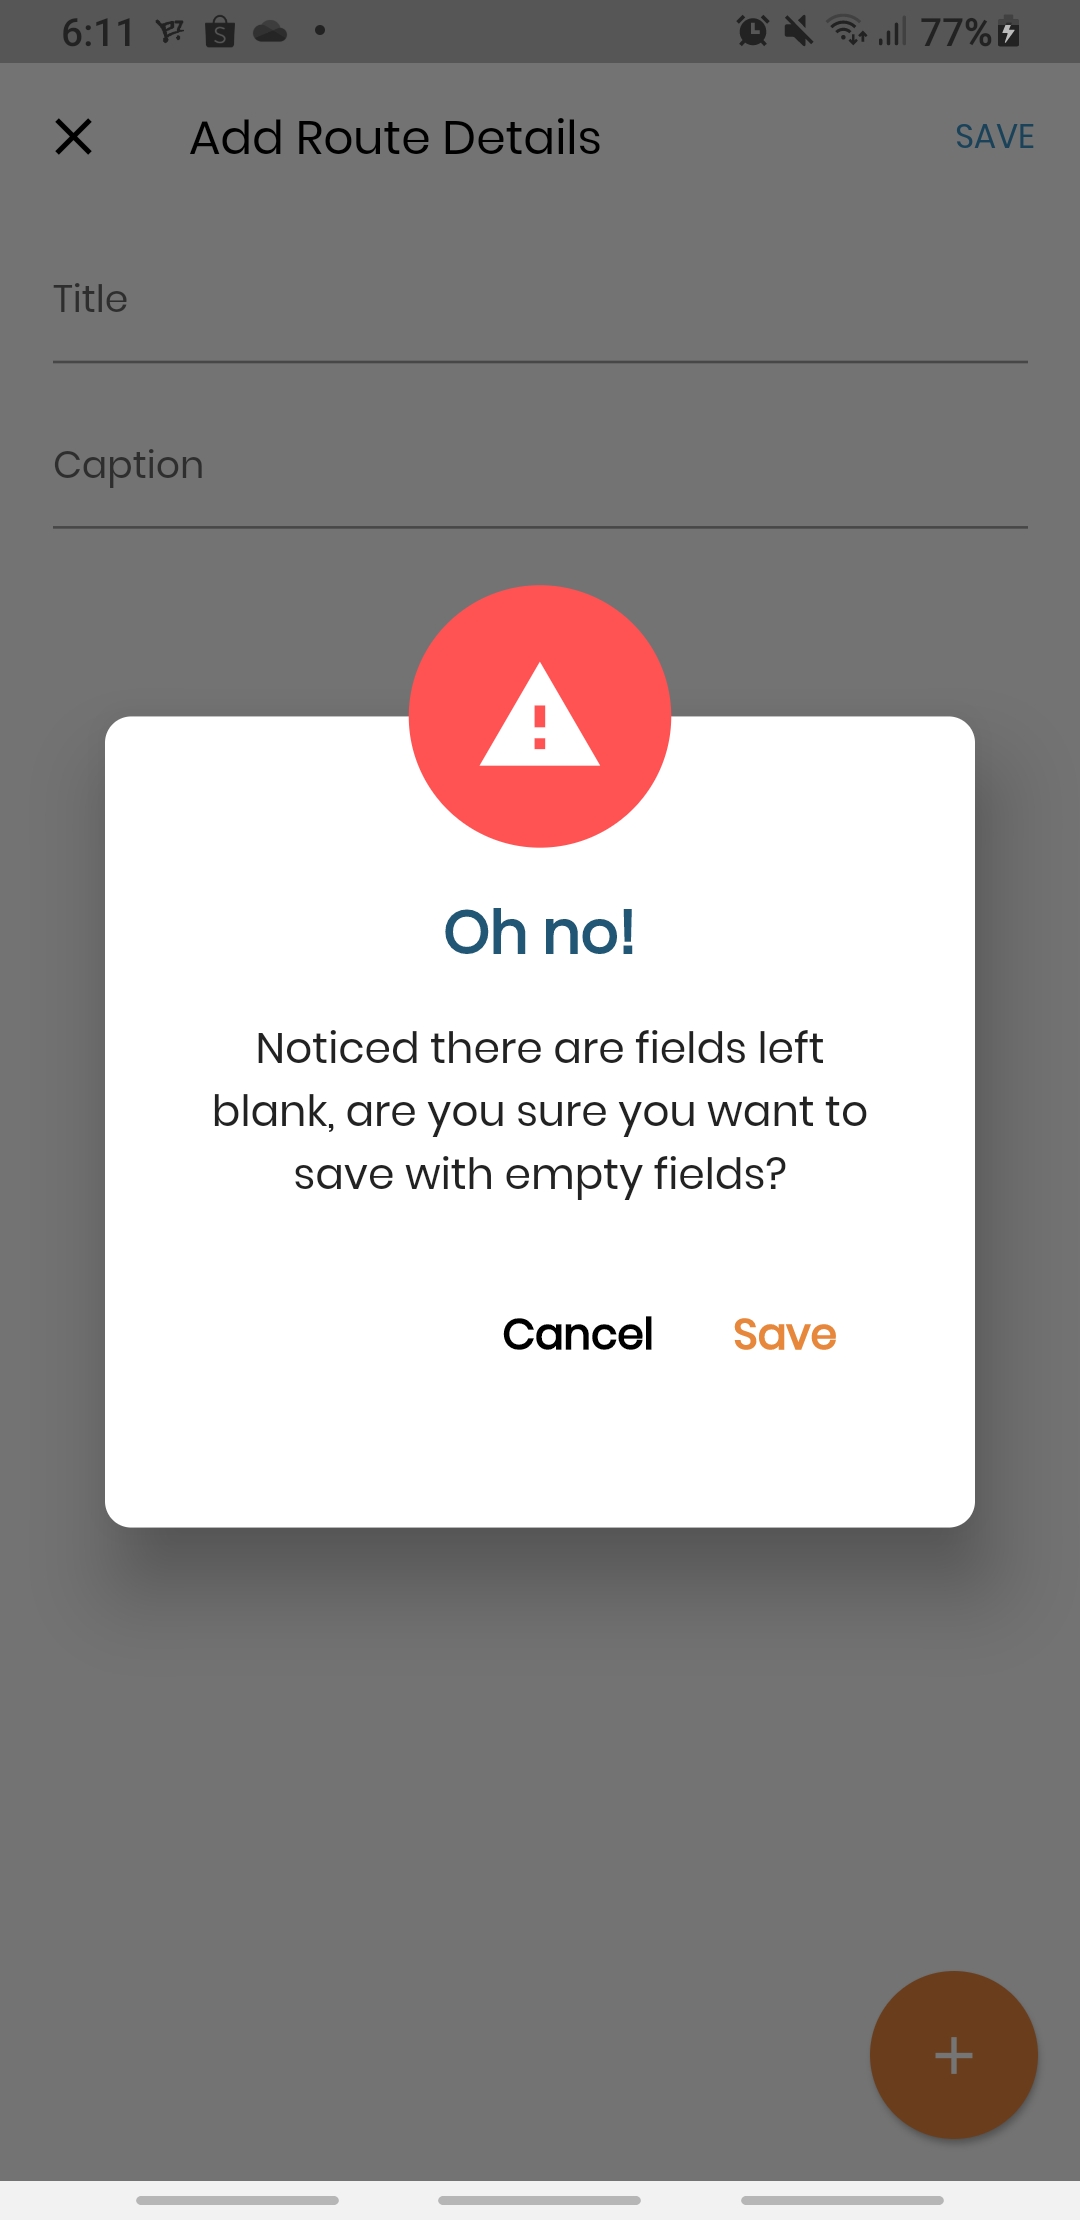 6:11
77%
Add Route Details
SAVE
Title
Caption
Oh no!
Noticed there are fields left
blank, are you sure you want to
save with empty fields?
Cancel
Save